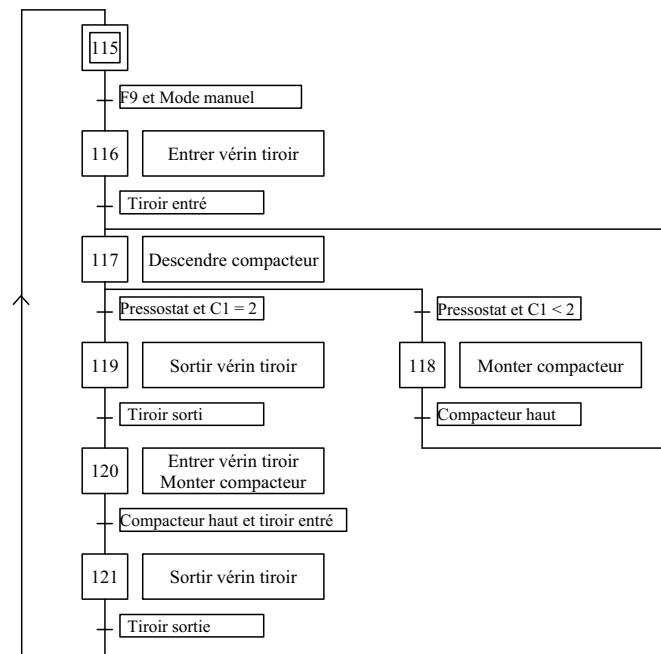 115
F9 et Mode manuel
116
Entrer vérin tiroir
Tiroir entré
117
Descendre compacteur
Pressostat et C1 = 2
Pressostat et C1 < 2
119
Sortir vérin tiroir
118
Monter compacteur
Tiroir sorti
Compacteur haut
120
Entrer vérin tiroir
Monter compacteur
Compacteur haut et tiroir entré
121
Sortir vérin tiroir
Tiroir sortie